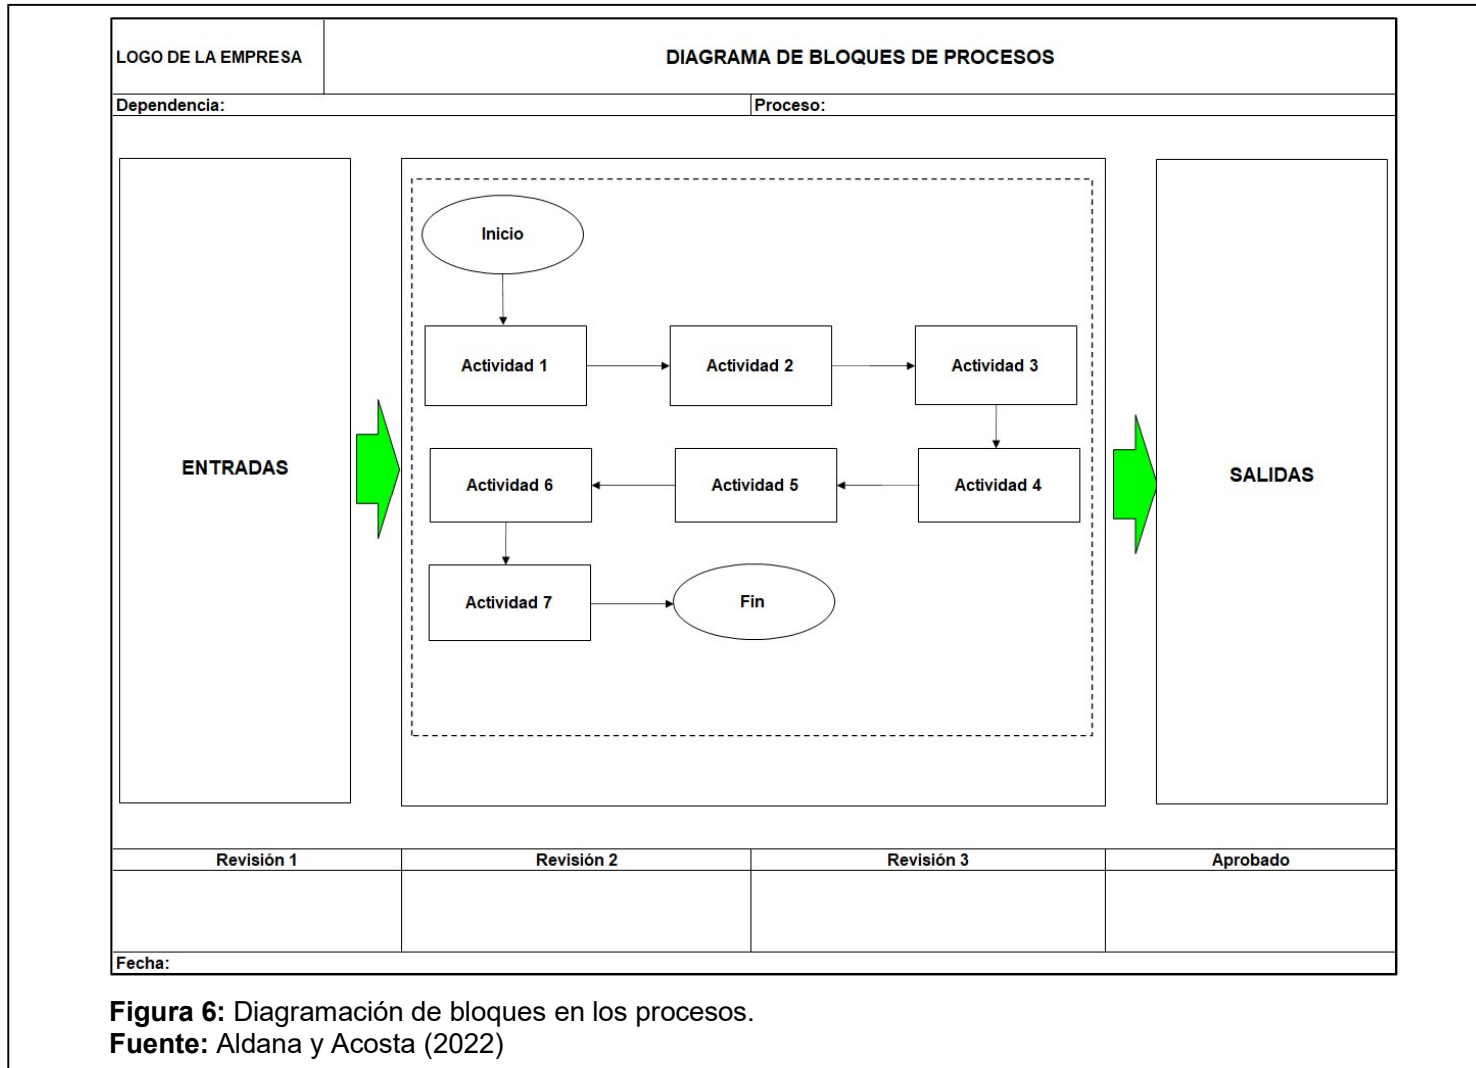 LOGO DE LA EMPRESA
DIAGRAMA DE BLOQUES DE PROCESOS
Dependencia:
Proceso:
Inicio
Actividad 1
Actividad 2
Actividad 3
ENTRADAS
Actividad 6
Actividad 5
Actividad 4
SALIDAS
Actividad 7
Fin
Revisión 1
Revisión 2
Revisión 3
Aprobado
Fecha:
Figura 6: Diagramación de bloques en los procesos.
Fuente: Aldana y Acosta (2022)